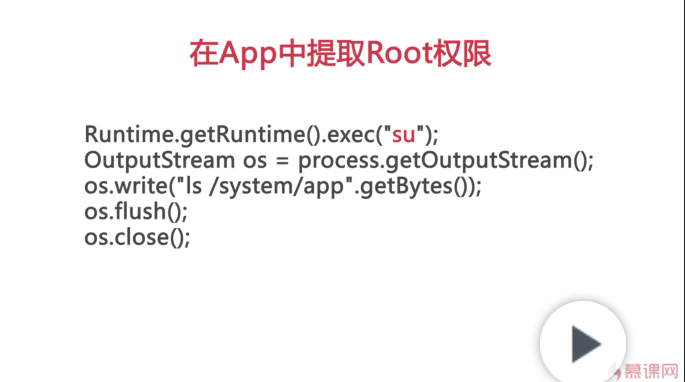 在App中提取Root权限
Runtime.getRuntime().exec("su");
OutputStream os = process.getOutputStream();
os.write("ls /system/app".getBytes());
os.flush();
os.close();
慕课网